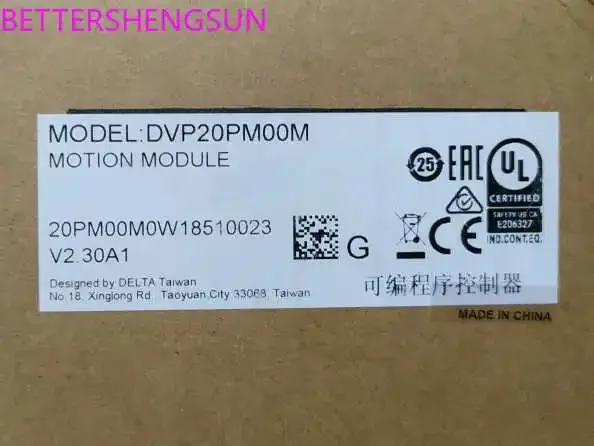 BETTERSHENGSUN
MODEL:DVP20PM00M
MOTION MODULE
25 EAC UL
CERTIFIED
SAFETY US CA
E206327
IND.CONT.EQ.
CE
20PM00M0W18510023
V2.30A1
G
Designed by DELTA Taiwan
No.18, Xinglong Rd., Taoyuan City 33068, Taiwan
可编程序控制器
MADE IN CHINA